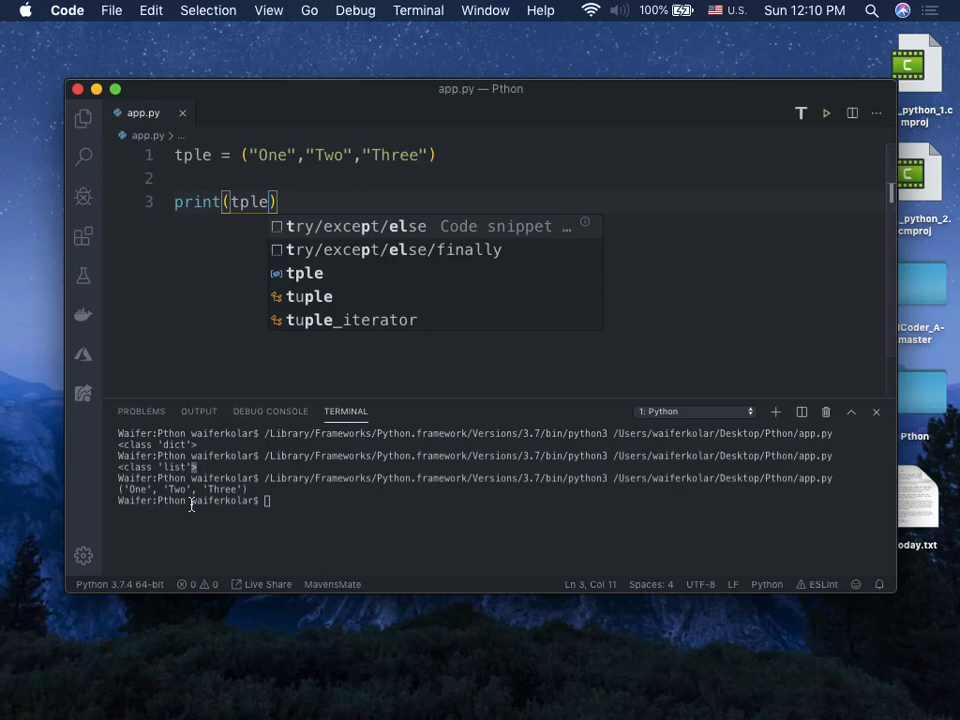 Code File Edit Selection View Go Debug Terminal Window Help 100% U.S. Sun 12:10 PM
app.py — Pthon
app.py
app.py > ...
1 tple = ("One","Two","Three")
2
3 print(tple)
try/except/else Code snippet …
try/except/else/finally
tple
tuple
tuple_iterator
PROBLEMS OUTPUT DEBUG CONSOLE TERMINAL 1: Python
Waifer:Pthon waiferkolar$ /Library/Frameworks/Python.framework/Versions/3.7/bin/python3 /Users/waiferkolar/Desktop/Pthon/app.py
<class 'dict'>
Waifer:Pthon waiferkolar$ /Library/Frameworks/Python.framework/Versions/3.7/bin/python3 /Users/waiferkolar/Desktop/Pthon/app.py
<class 'list'>
Waifer:Pthon waiferkolar$ /Library/Frameworks/Python.framework/Versions/3.7/bin/python3 /Users/waiferkolar/Desktop/Pthon/app.py
('One', 'Two', 'Three')
Waifer:Pthon waiferkolar$
Python 3.7.4 64-bit 0 0 Live Share MavensMate Ln 3, Col 11 Spaces: 4 UTF-8 LF Python ESLint
_python_1.c
mproj
_python_2.
cmproj
lCoder_A-
master
Pthon
oday.txt